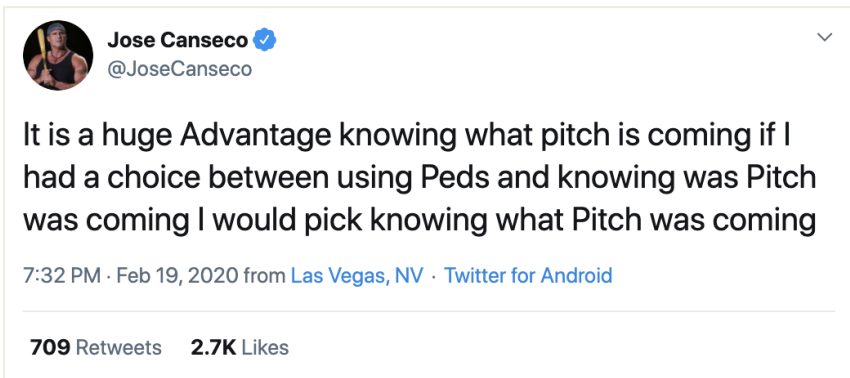 Jose Canseco
@JoseCanseco
It is a huge Advantage knowing what pitch is coming if I
had a choice between using Peds and knowing was Pitch
was coming I would pick knowing what Pitch was coming
7:32 PM · Feb 19, 2020 from Las Vegas, NV · Twitter for Android
709 Retweets 2.7K Likes